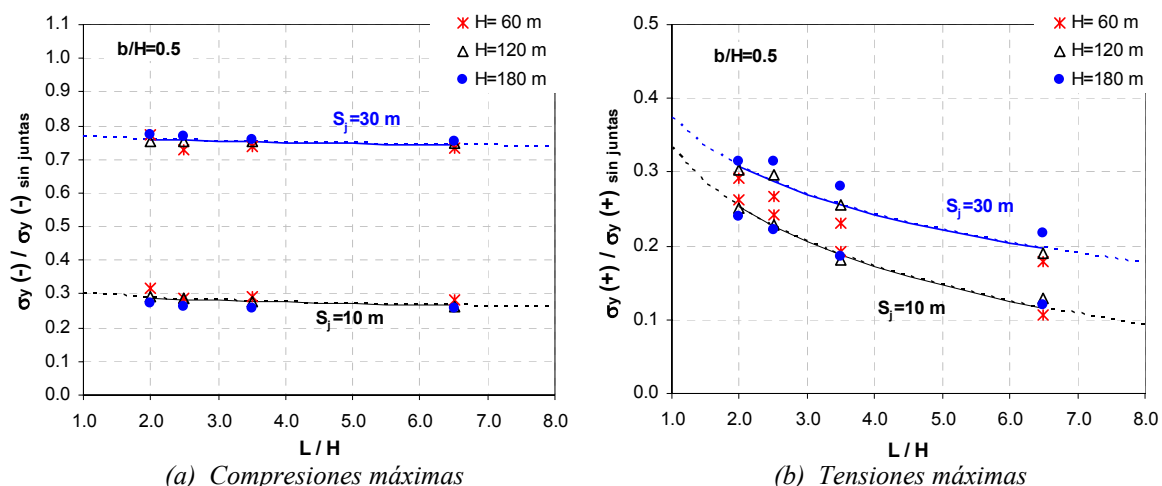 H= 60 m
H=120 m
H=180 m
b/H=0.5
1.1
1.0
0.9
0.8
0.7
0.6
0.5
0.4
0.3
0.2
0.1
0.0
σy (-) / σy (-) sin juntas
Sj=30 m
Sj=10 m
1.0 2.0 3.0 4.0 5.0 6.0 7.0 8.0
L / H
(a) Compresiones máximas
H= 60 m
H=120 m
H=180 m
b/H=0.5
0.5
0.4
0.3
0.2
0.1
0.0
σy (+) / σy (+) sin juntas
Sj=30 m
Sj=10 m
1.0 2.0 3.0 4.0 5.0 6.0 7.0 8.0
L / H
(b) Tensiones máximas